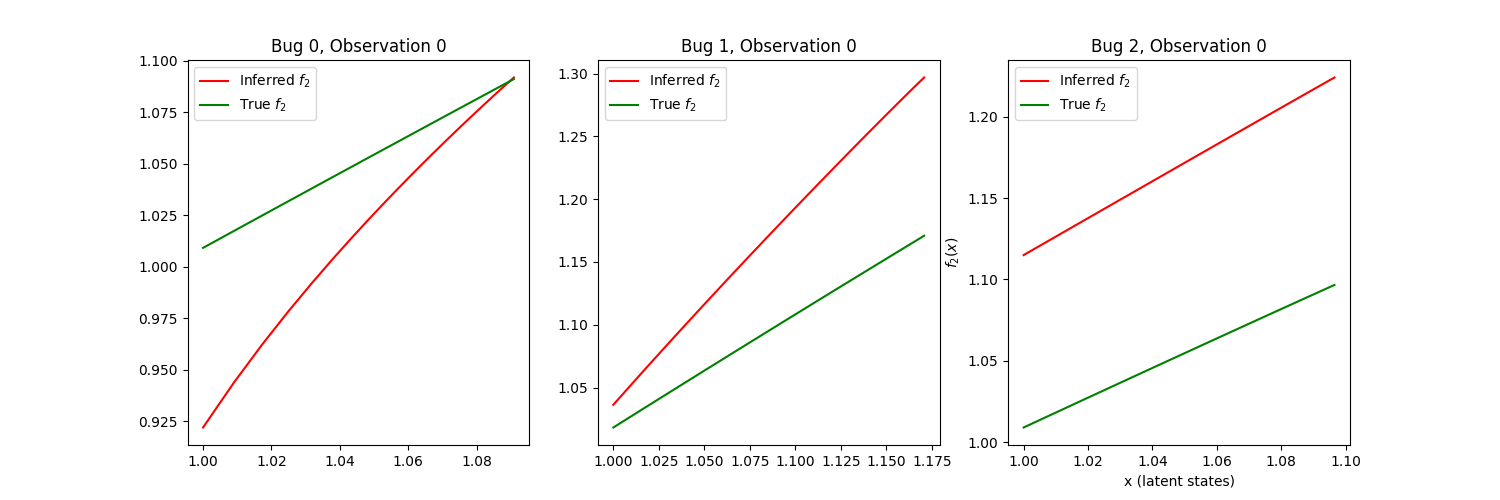 Bug 0, Observation 0
Inferred f₂
True f₂
1.100
1.075
1.050
1.025
1.000
0.975
0.950
0.925
1.00 1.02 1.04 1.06 1.08
Bug 1, Observation 0
Inferred f₂
True f₂
1.30
1.25
1.20
1.15
1.10
1.05
1.000 1.025 1.050 1.075 1.100 1.125 1.150 1.175
Bug 2, Observation 0
Inferred f₂
True f₂
f₂(x)
1.20
1.15
1.10
1.05
1.00
1.00 1.02 1.04 1.06 1.08 1.10
x (latent states)